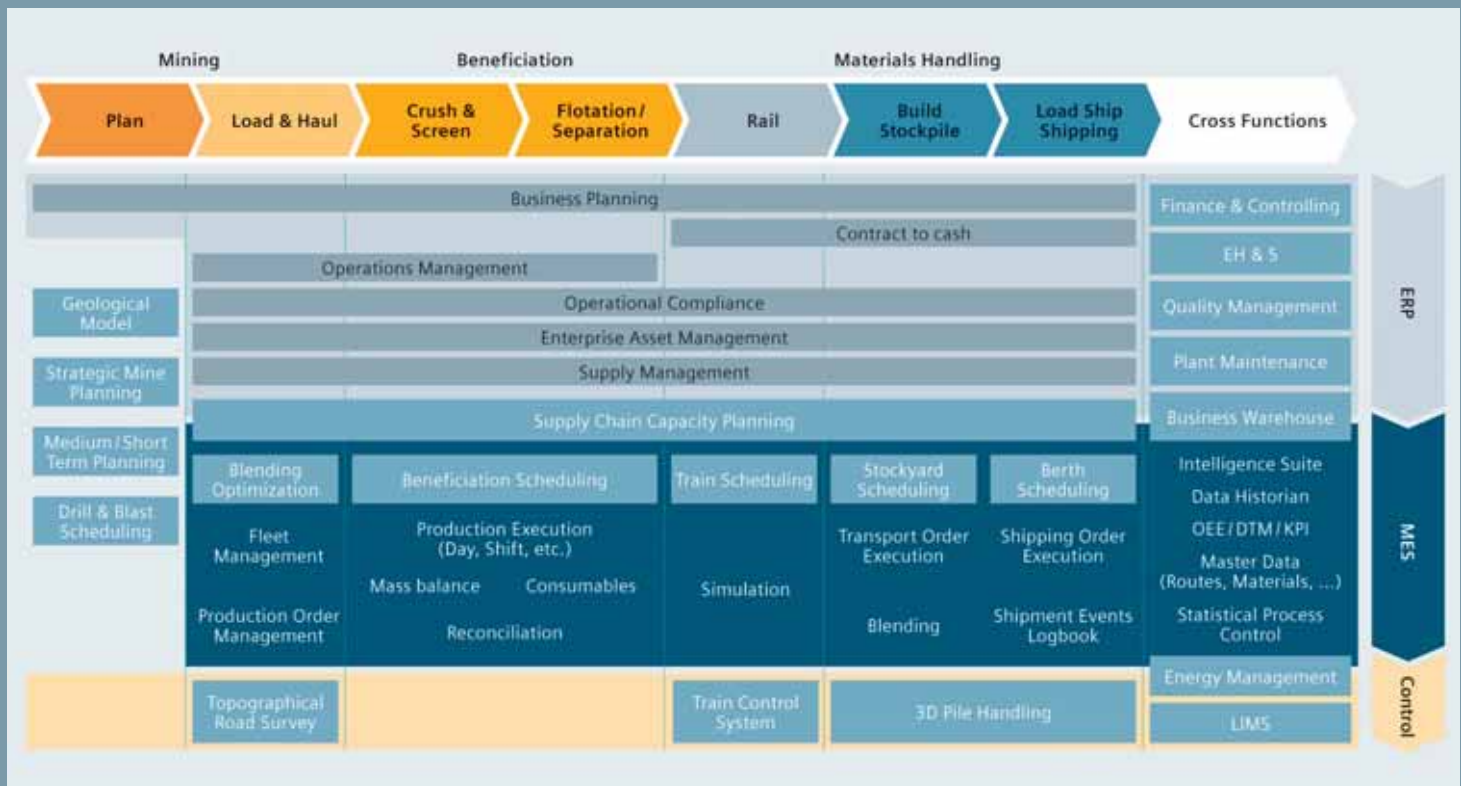 Mining
Beneficiation
Materials Handling
Plan
Load & Haul
Crush &
Screen
Flotation /
Separation
Rail
Build
Stockpile
Load Ship
Shipping
Cross Functions
Business Planning
Contract to cash
Operations Management
Operational Compliance
Enterprise Asset Management
Supply Management
Supply Chain Capacity Planning
Geological
Model
Strategic Mine
Planning
Medium / Short
Term Planning
Drill & Blast
Scheduling
Blending
Optimization
Fleet
Management
Production Order
Management
Topographical
Road Survey
Beneficiation Scheduling
Production Execution
(Day, Shift, etc.)
Mass balance
Consumables
Reconciliation
Train Scheduling
Simulation
Train Control
System
Stockyard
Scheduling
Transport Order
Execution
Blending
Berth
Scheduling
Shipping Order
Execution
Shipment Events
Logbook
3D Pile Handling
Finance & Controlling
EH & S
Quality Management
Plant Maintenance
Business Warehouse
Intelligence Suite
Data Historian
OEE / DTM / KPI
Master Data
(Routes, Materials, ...)
Statistical Process
Control
Energy Management
LIMS
ERP
MES
Control